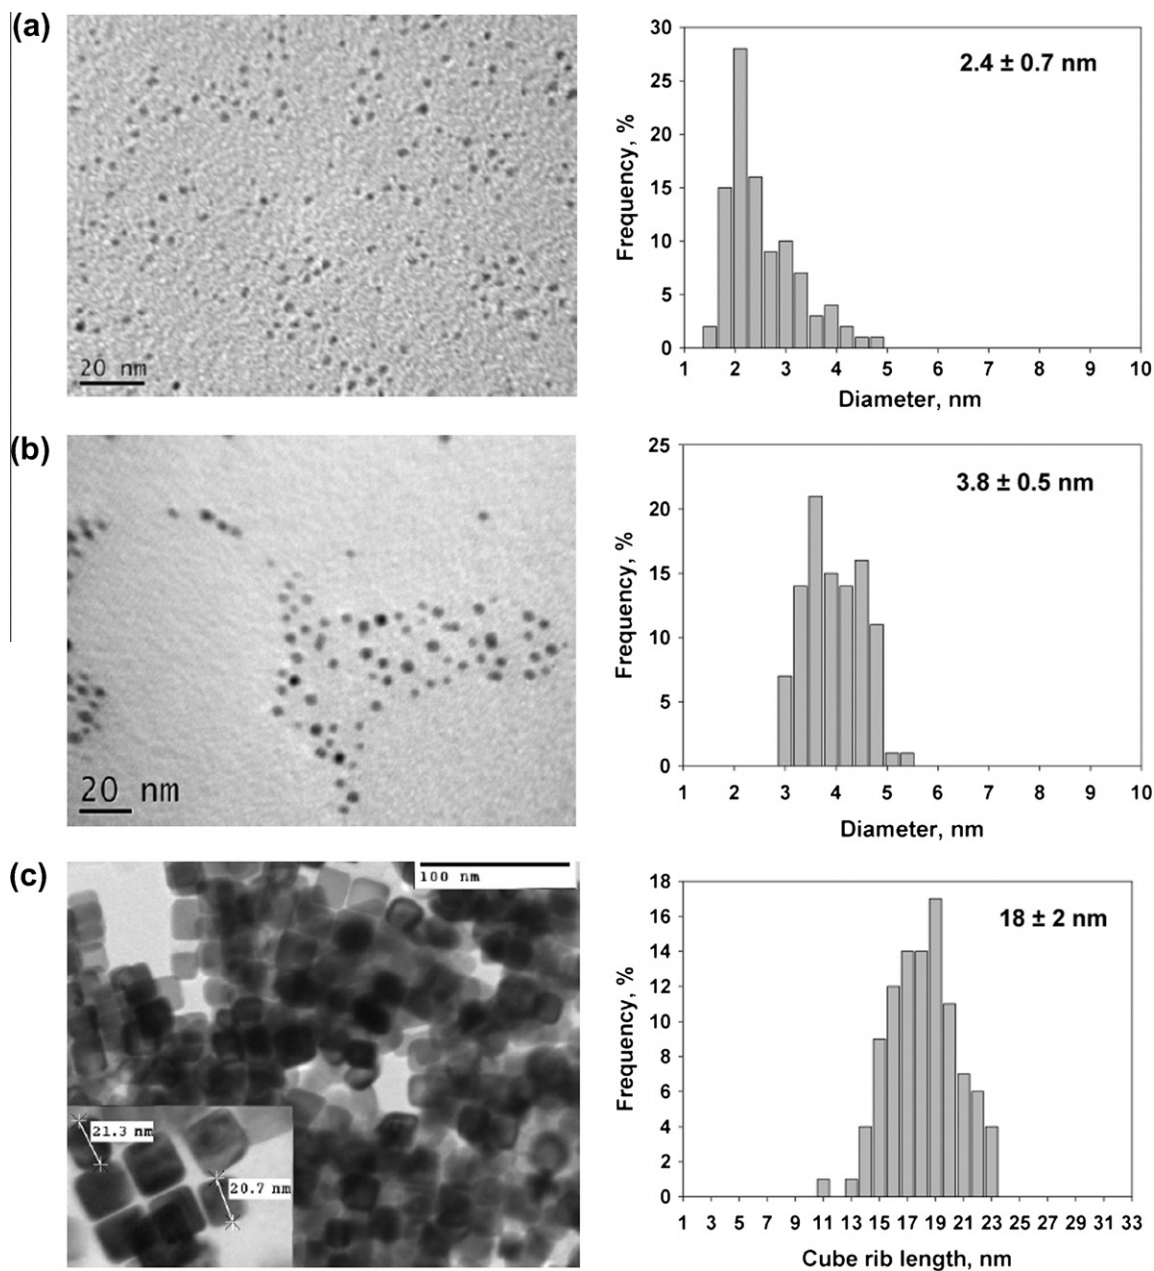 (a)
20 nm
30
25
20
15
10
5
0
Frequency, %
2.4 ± 0.7 nm
1 2 3 4 5 6 7 8 9 10
Diameter, nm
(b)
20 nm
25
20
15
10
5
0
Frequency, %
3.8 ± 0.5 nm
1 2 3 4 5 6 7 8 9 10
Diameter, nm
(c)
100 nm
21.3 nm
20.7 nm
18
16
14
12
10
8
6
4
2
0
Frequency, %
18 ± 2 nm
1 3 5 7 9 11 13 15 17 19 21 23 25 27 29 31 33
Cube rib length, nm